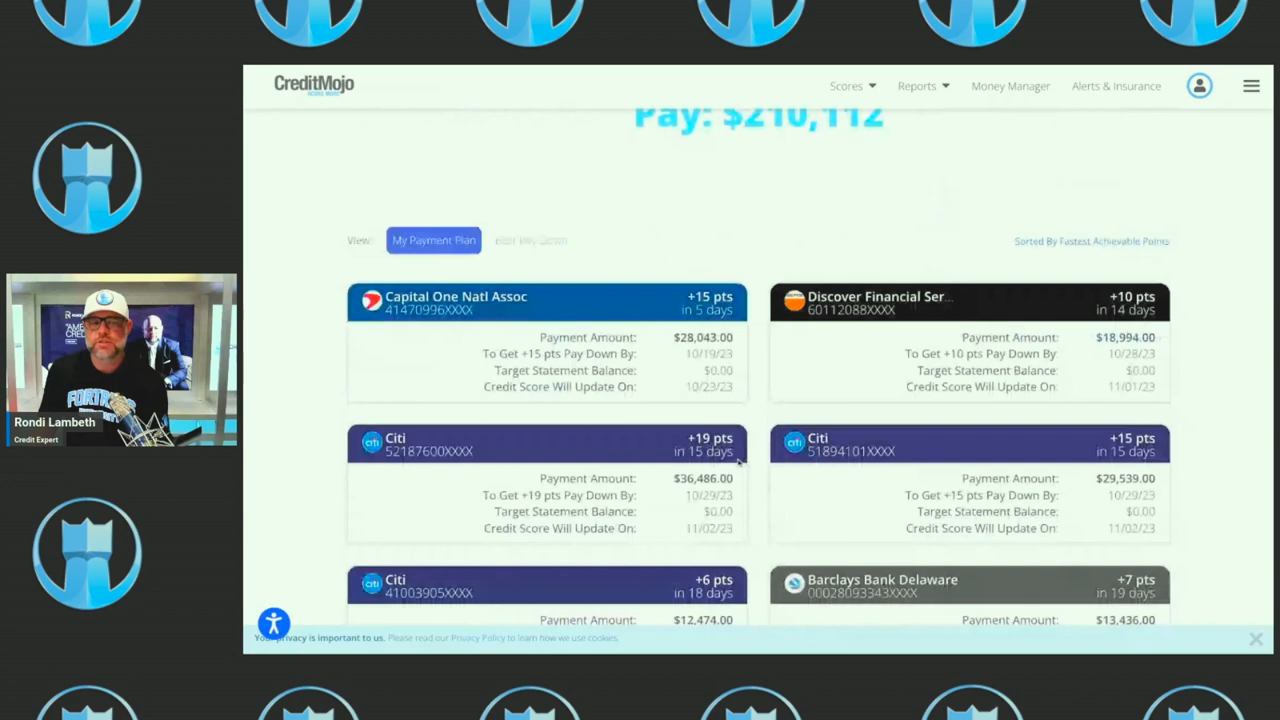 CreditMojo
Scores
Reports
Money Manager
Alerts & Insurance
Pay: $210,112
View:
My Payment Plan
Sorted By Fastest Achievable Points
Capital One Natl Assoc
+15 pts
41470996XXXX
in 5 days
Payment Amount: $28,043.00
To Get +15 pts Pay Down By: 10/19/23
Target Statement Balance: $0.00
Credit Score Will Update On: 10/23/23
Discover Financial Ser...
+10 pts
60112088XXXX
in 14 days
Payment Amount: $18,994.00
To Get +10 pts Pay Down By: 10/28/23
Target Statement Balance: $0.00
Credit Score Will Update On: 11/01/23
citi
Citi
+19 pts
52187600XXXX
in 15 days
Payment Amount: $36,486.00
To Get +19 pts Pay Down By: 10/29/23
Target Statement Balance: $0.00
Credit Score Will Update On: 11/02/23
citi
Citi
+15 pts
51894101XXXX
in 15 days
Payment Amount: $29,539.00
To Get +15 pts Pay Down By: 10/29/23
Target Statement Balance: $0.00
Credit Score Will Update On: 11/02/23
citi
Citi
+6 pts
41003905XXXX
in 18 days
Payment Amount: $12,474.00
Barclays Bank Delaware
+7 pts
00028093343XXXX
in 19 days
Payment Amount: $13,436.00
Your privacy is important to us. Please read our Privacy Policy to learn how we use cookies.
FORTRESS
Rondi Lambeth
Credit Expert